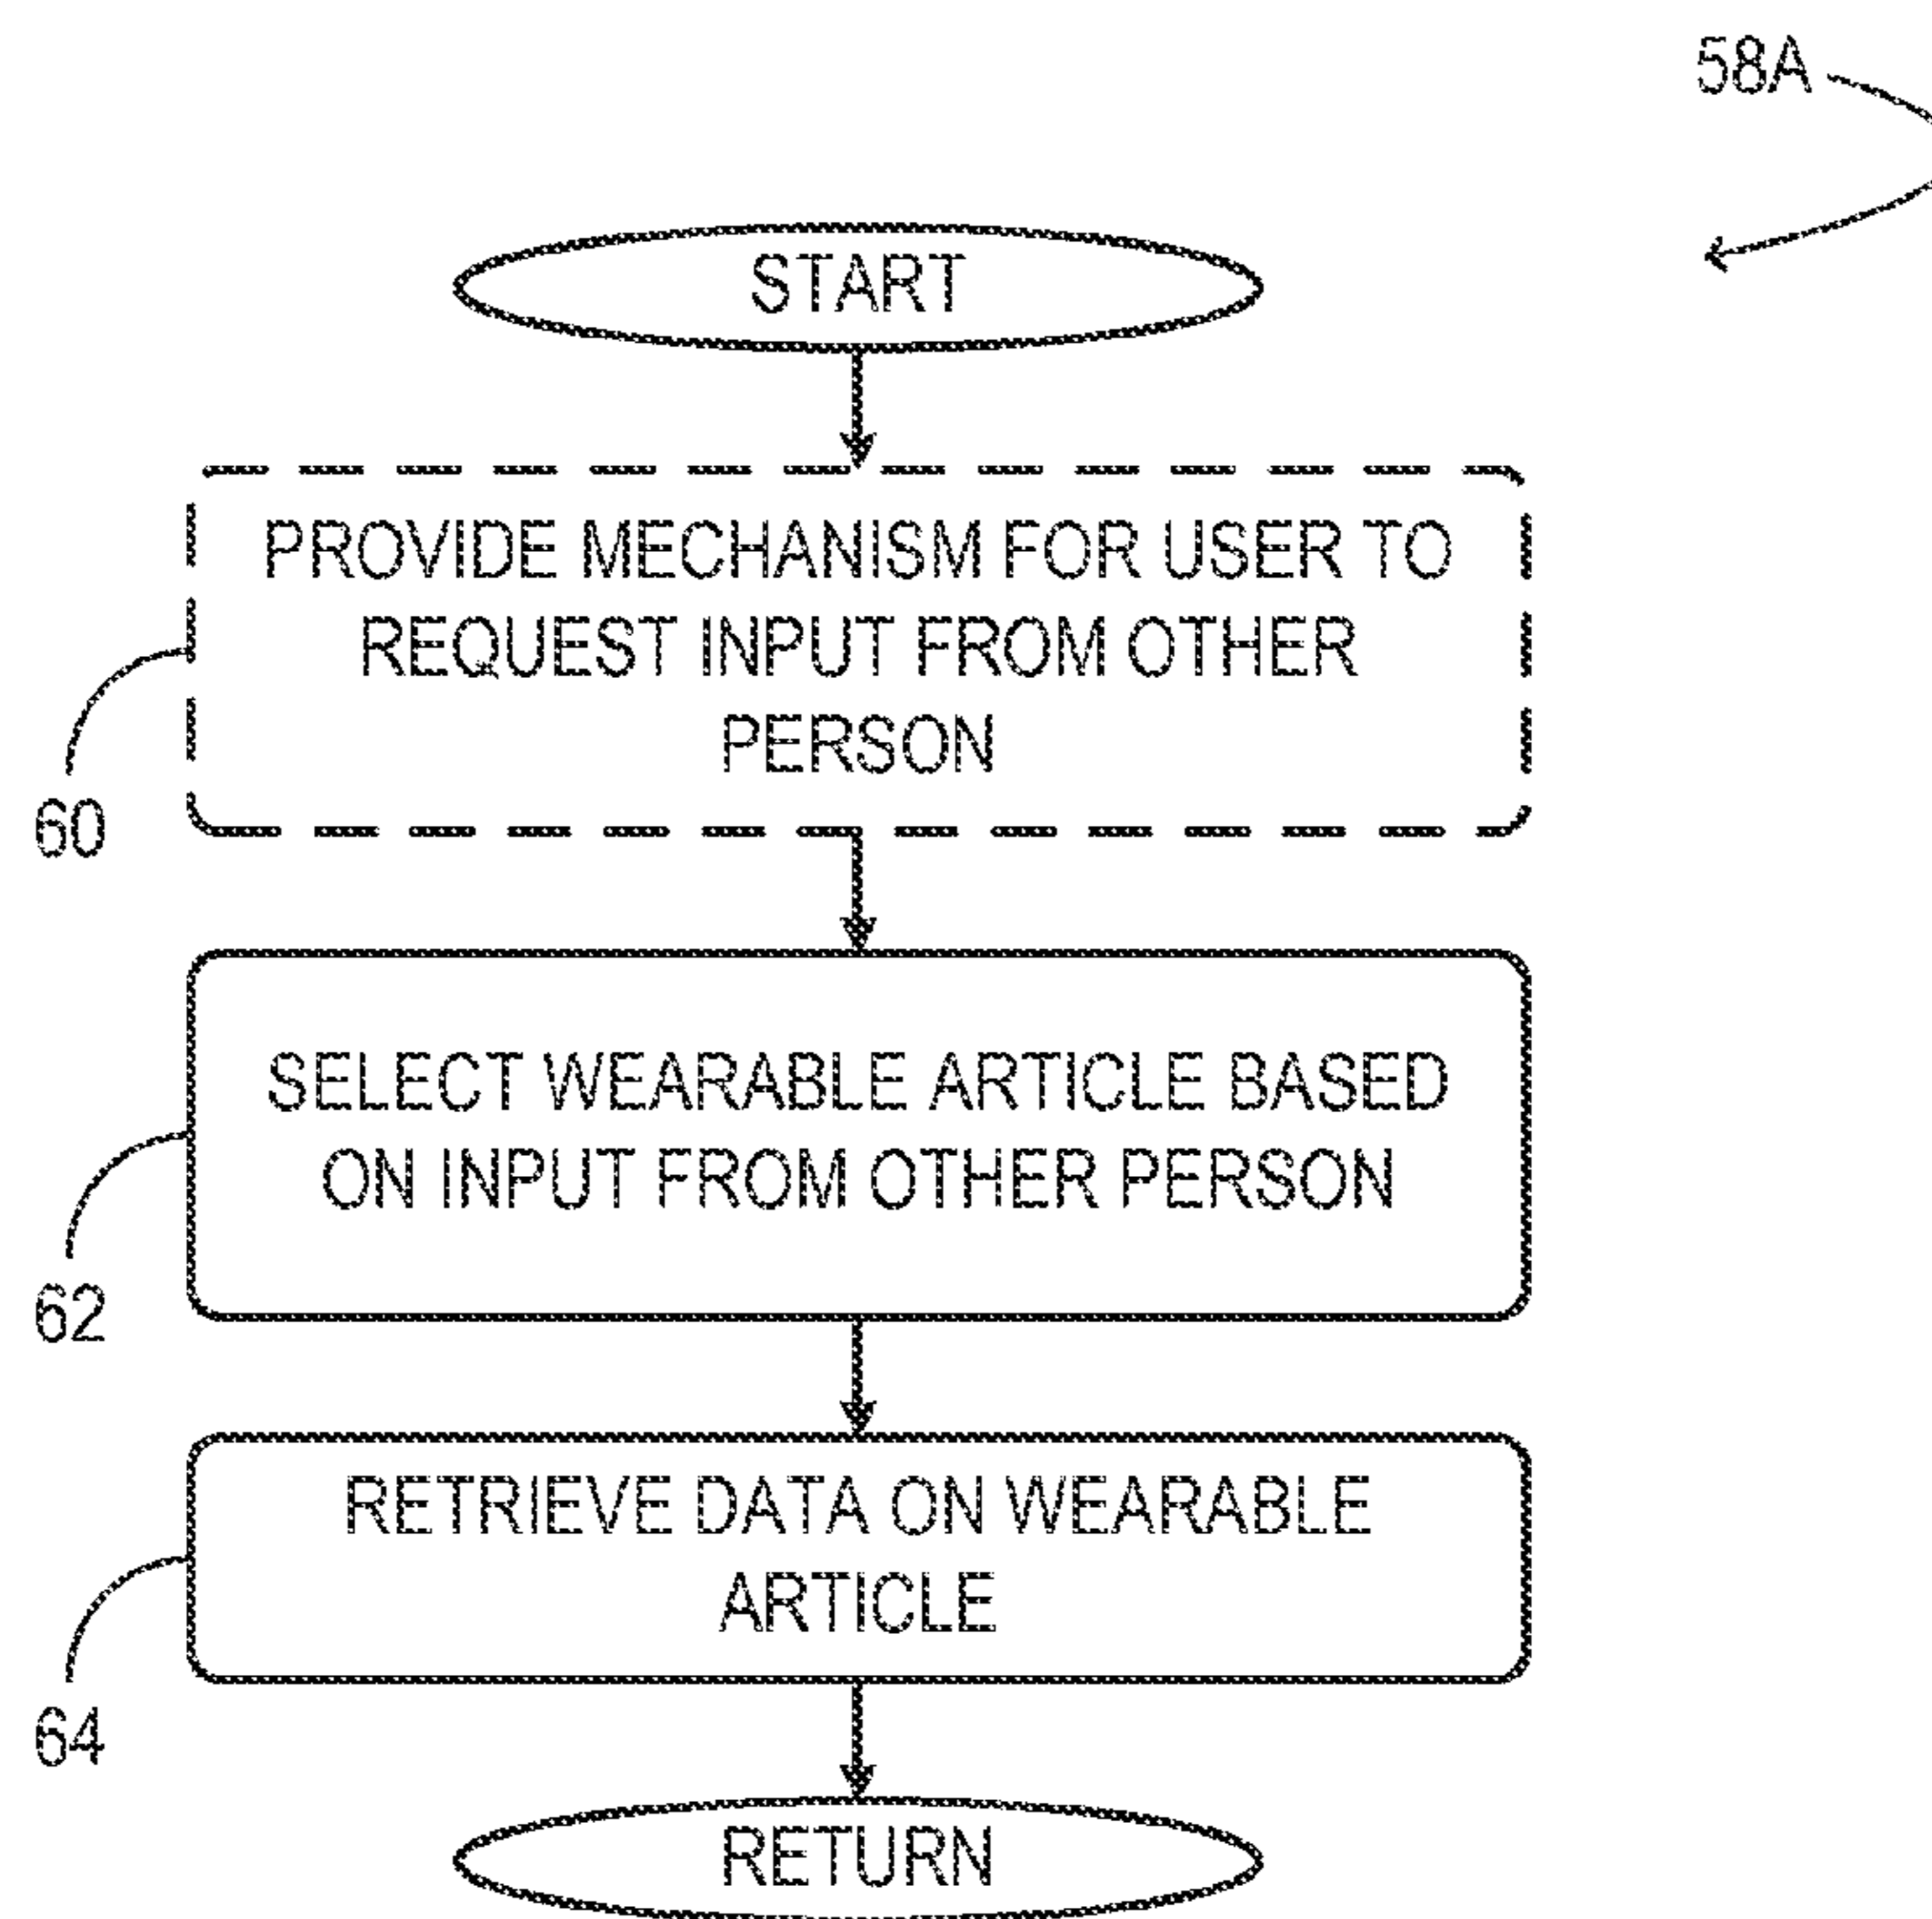 58A
START
PROVIDE MECHANISM FOR USER TO
REQUEST INPUT FROM OTHER
PERSON
60
SELECT WEARABLE ARTICLE BASED
ON INPUT FROM OTHER PERSON
62
RETRIEVE DATA ON WEARABLE
ARTICLE
64
RETURN